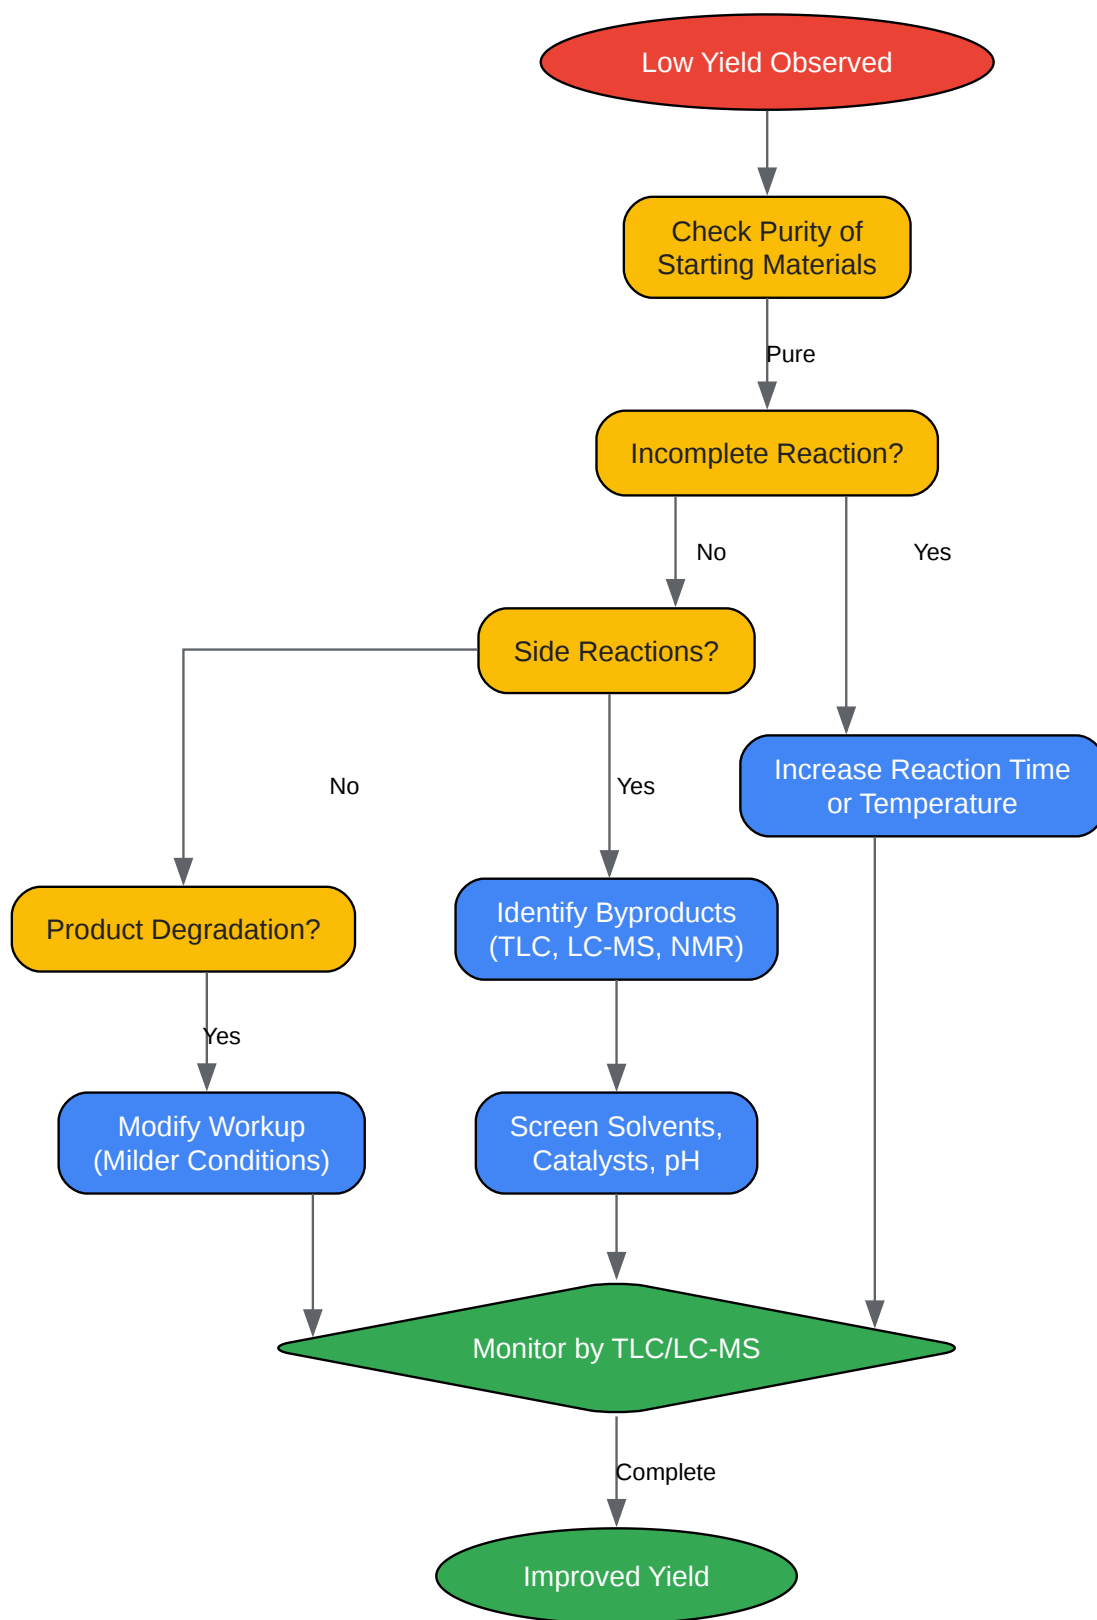 Low Yield Observed
Check Purity of
Starting Materials
Pure
Incomplete Reaction?
No
Yes
Side Reactions?
Increase Reaction Time
or Temperature
No
Yes
Product Degradation?
Identify Byproducts
(TLC, LC-MS, NMR)
Yes
Modify Workup
(Milder Conditions)
Screen Solvents,
Catalysts, pH
Monitor by TLC/LC-MS
Complete
Improved Yield